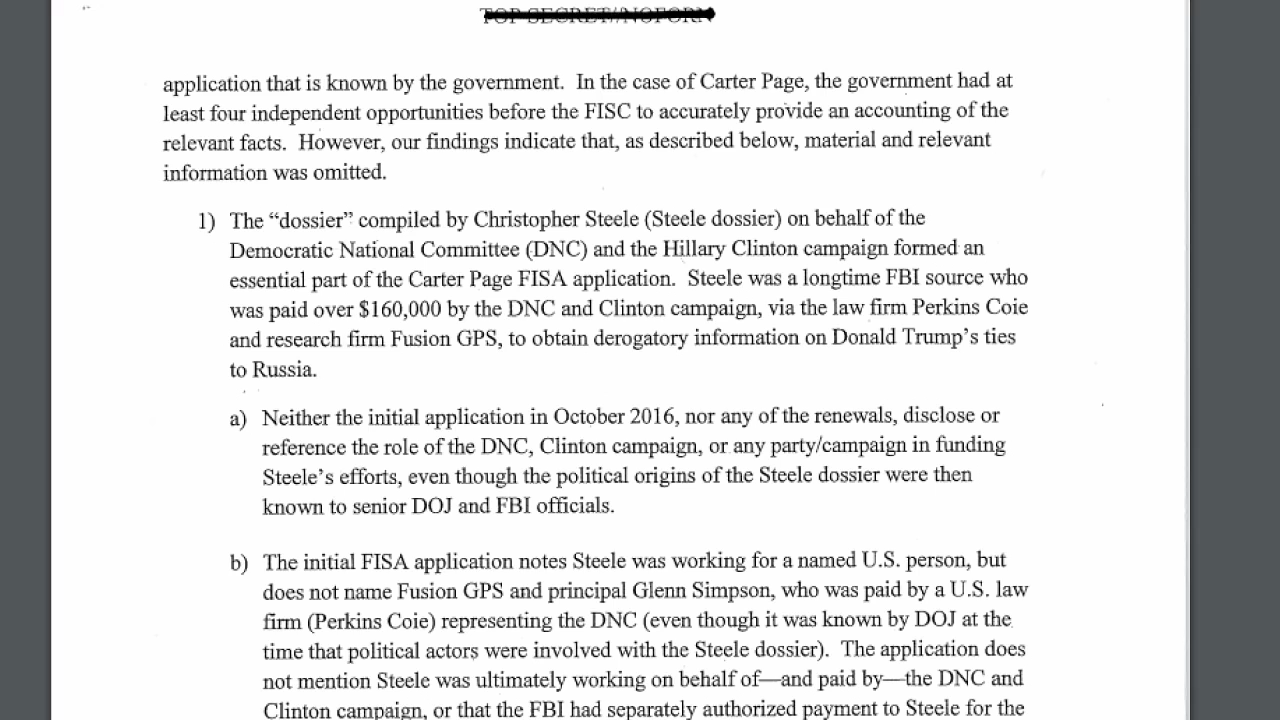 TOP SECRET//NOFORN
application that is known by the government.  In the case of Carter Page, the government had at
least four independent opportunities before the FISC to accurately provide an accounting of the
relevant facts.  However, our findings indicate that, as described below, material and relevant
information was omitted.
1) The “dossier” compiled by Christopher Steele (Steele dossier) on behalf of the
Democratic National Committee (DNC) and the Hillary Clinton campaign formed an
essential part of the Carter Page FISA application.  Steele was a longtime FBI source who
was paid over $160,000 by the DNC and Clinton campaign, via the law firm Perkins Coie
and research firm Fusion GPS, to obtain derogatory information on Donald Trump’s ties
to Russia.
a) Neither the initial application in October 2016, nor any of the renewals, disclose or
reference the role of the DNC, Clinton campaign, or any party/campaign in funding
Steele’s efforts, even though the political origins of the Steele dossier were then
known to senior DOJ and FBI officials.
b) The initial FISA application notes Steele was working for a named U.S. person, but
does not name Fusion GPS and principal Glenn Simpson, who was paid by a U.S. law
firm (Perkins Coie) representing the DNC (even though it was known by DOJ at the
time that political actors were involved with the Steele dossier).  The application does
not mention Steele was ultimately working on behalf of—and paid by—the DNC and
Clinton campaign, or that the FBI had separately authorized payment to Steele for the